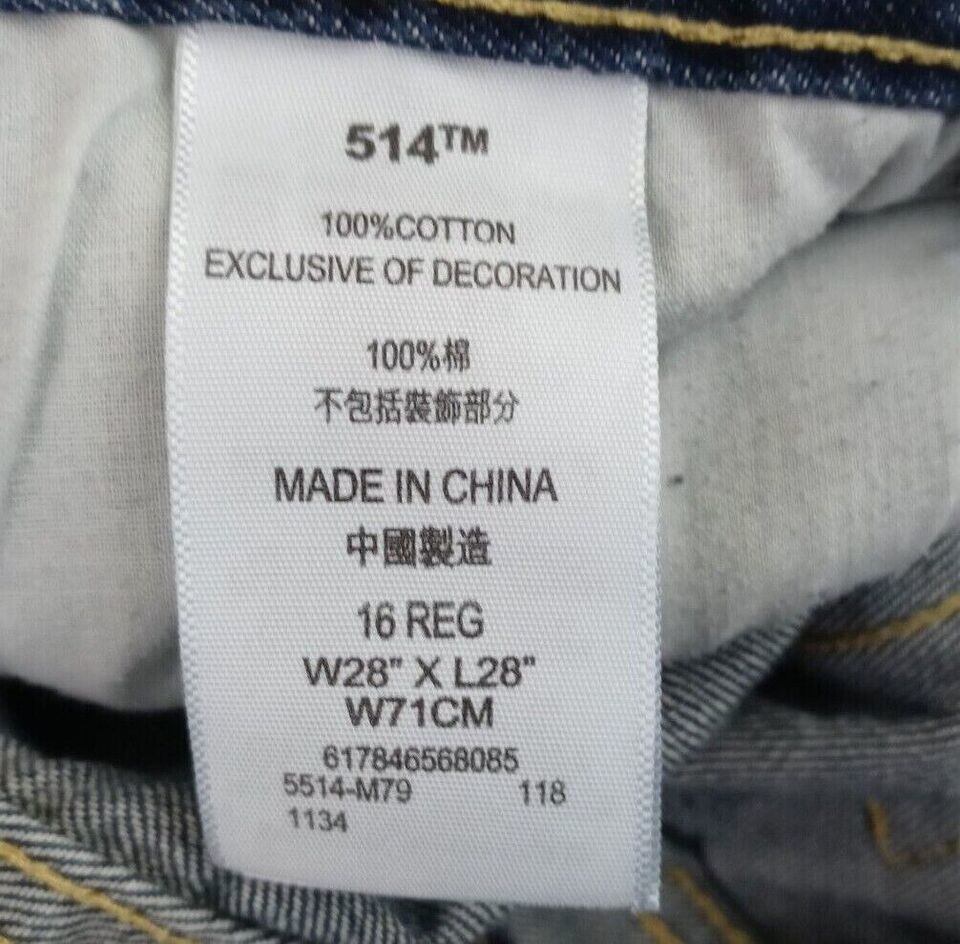 514™
100%COTTON
EXCLUSIVE OF DECORATION
100%棉
不包括裝飾部分
MADE IN CHINA
中國製造
16 REG
W28" X L28"
W71CM
617846568085
5514-M79 118
1134